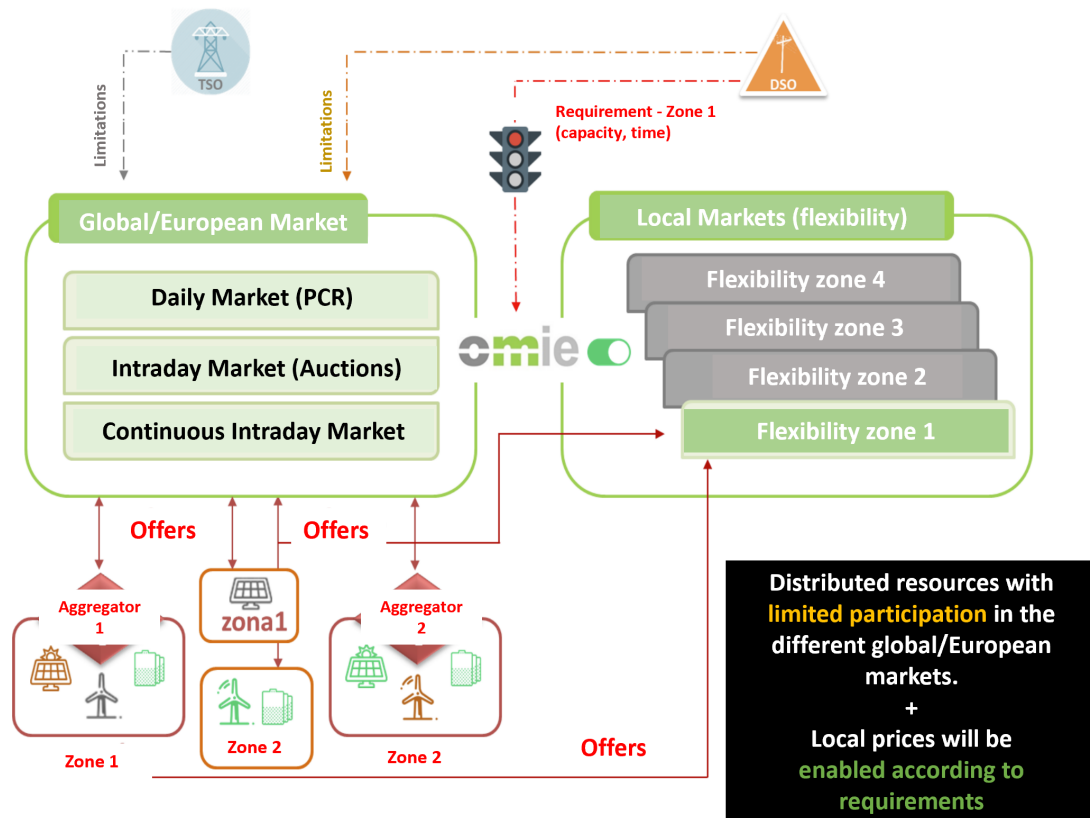 TSO
DSO
Limitations
Limitations
Requirement - Zone 1
(capacity, time)
Global/European Market
Daily Market (PCR)
Intraday Market (Auctions)
Continuous Intraday Market
omie
Local Markets (flexibility)
Flexibility zone 4
Flexibility zone 3
Flexibility zone 2
Flexibility zone 1
Offers
Offers
Aggregator
1
zona1
Aggregator
2
Zone 1
Zone 2
Zone 2
Offers
Distributed resources with
limited participation in the
different global/European
markets.
+
Local prices will be
enabled according to
requirements